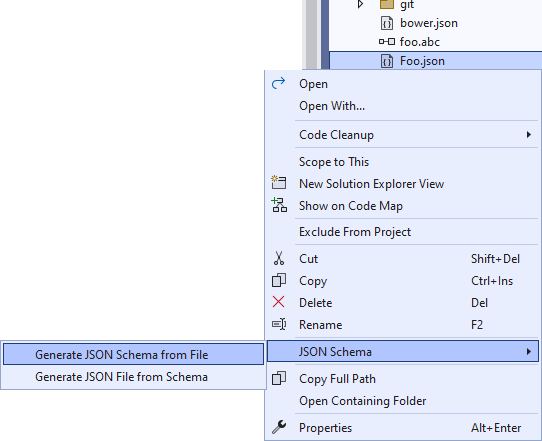 git
bower.json
foo.abc
Foo.json
Open
Open With...
Code Cleanup
Scope to This
New Solution Explorer View
Show on Code Map
Exclude From Project
Cut Shift+Del
Copy Ctrl+Ins
Delete Del
Rename F2
JSON Schema
Generate JSON Schema from File
Generate JSON File from Schema
Copy Full Path
Open Containing Folder
Properties Alt+Enter